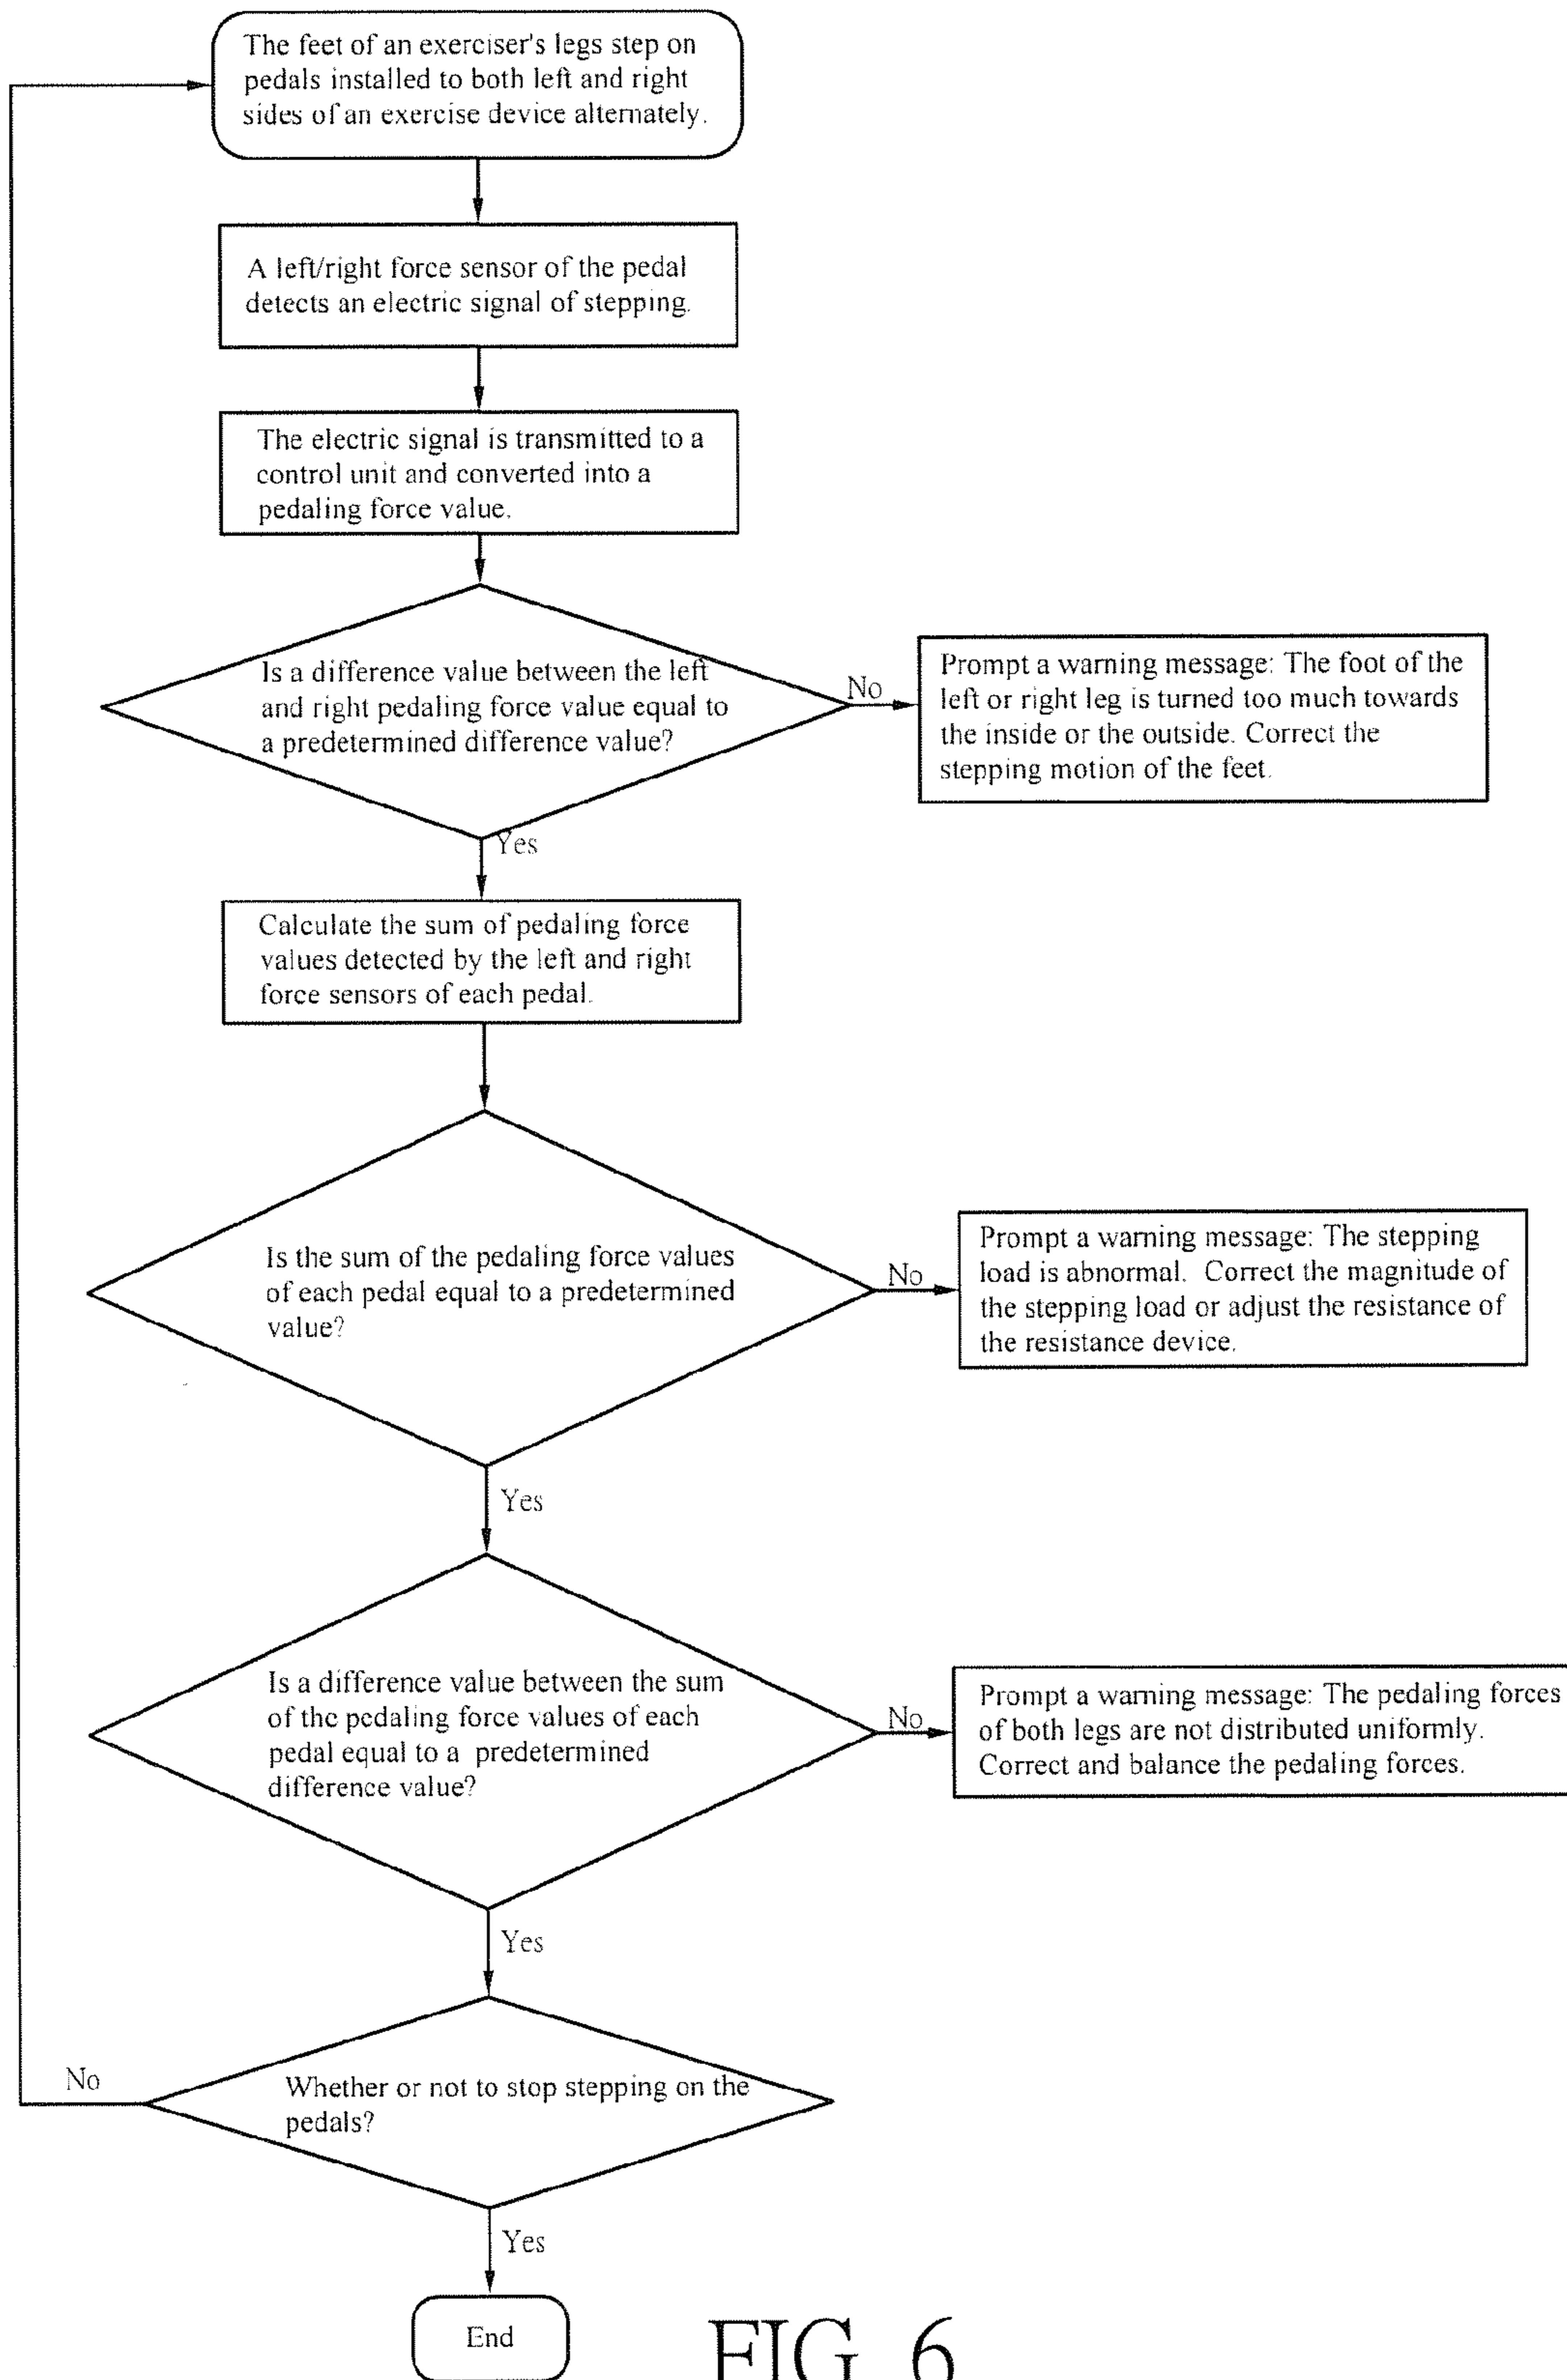 The feet of an exerciser's legs step on
pedals installed to both left and right
sides of an exercise device alternately.
A left/right force sensor of the pedal
detects an electric signal of stepping.
The electric signal is transmitted to a
control unit and converted into a
pedaling force value.
Is a difference value between the left
and right pedaling force value equal to
a predetermined difference value?
No
Prompt a warning message: The foot of the
left or right leg is turned too much towards
the inside or the outside. Correct the
stepping motion of the feet.
Yes
Calculate the sum of pedaling force
values detected by the left and right
force sensors of each pedal.
Is the sum of the pedaling force values
of each pedal equal to a predetermined
value?
No
Prompt a warning message: The stepping
load is abnormal. Correct the magnitude of
the stepping load or adjust the resistance of
the resistance device.
Yes
Is a difference value between the sum
of the pedaling force values of each
pedal equal to a predetermined
difference value?
No
Prompt a warning message: The pedaling forces
of both legs are not distributed uniformly.
Correct and balance the pedaling forces.
Yes
Whether or not to stop stepping on the
pedals?
No
Yes
End
FIG. 6